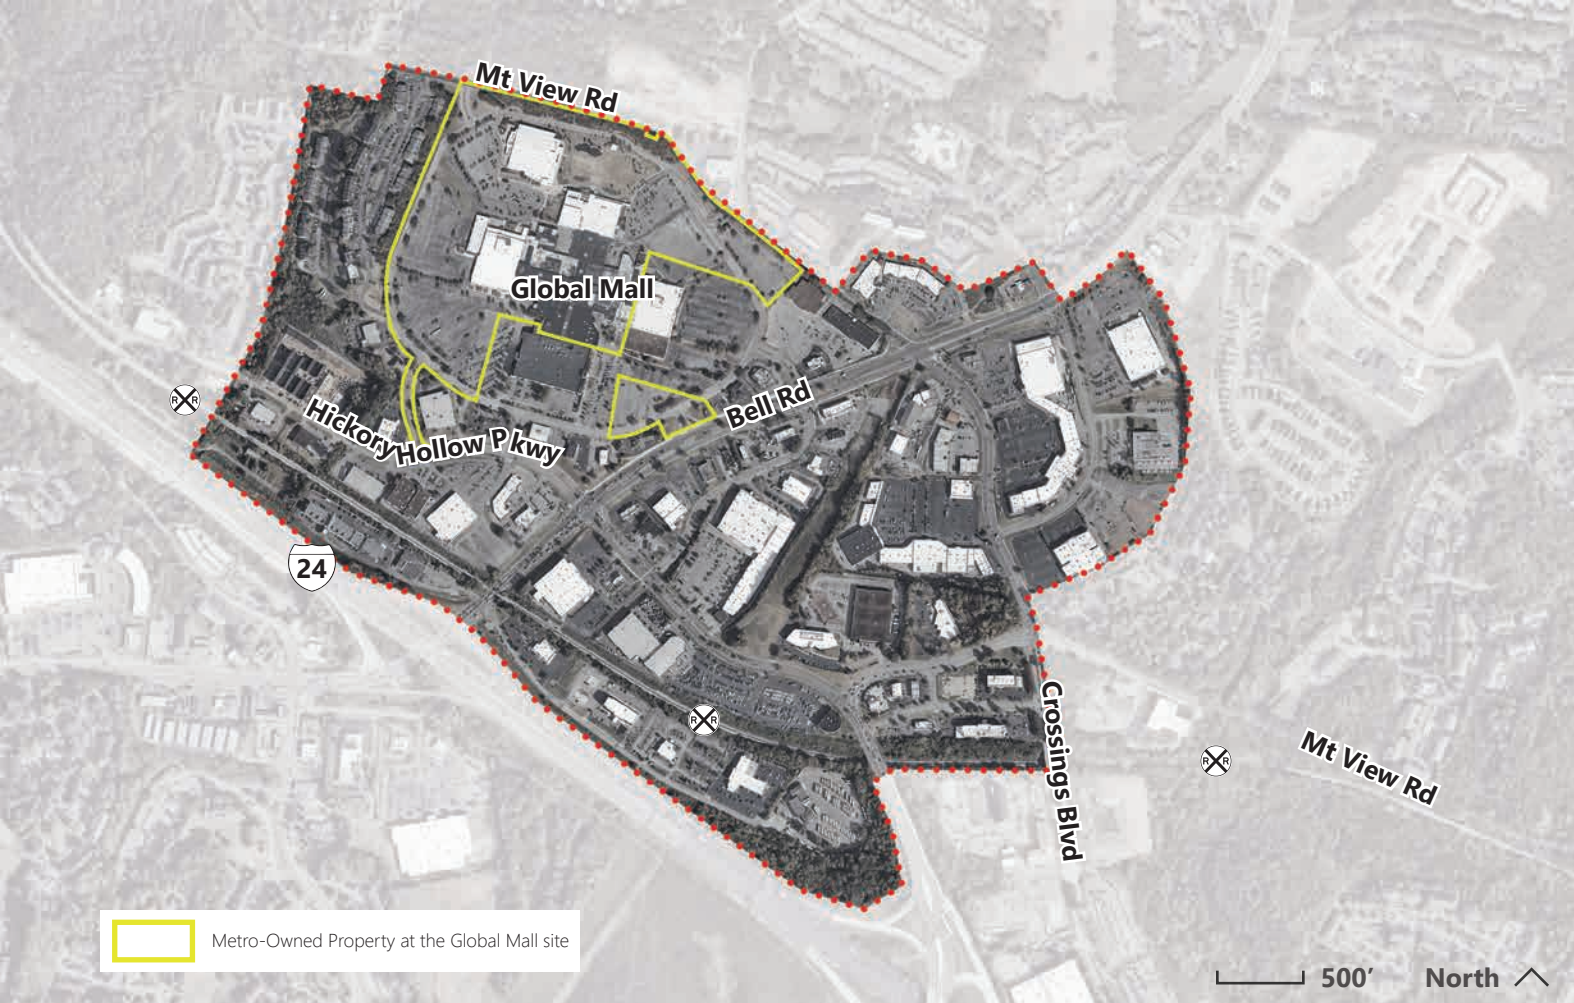 Mt View Rd
Global Mall
Bell Rd
Hickory Hollow Pkwy
R R
24
R R
Crossings Blvd
R R
Mt View Rd
Metro-Owned Property at the Global Mall site
500’
North